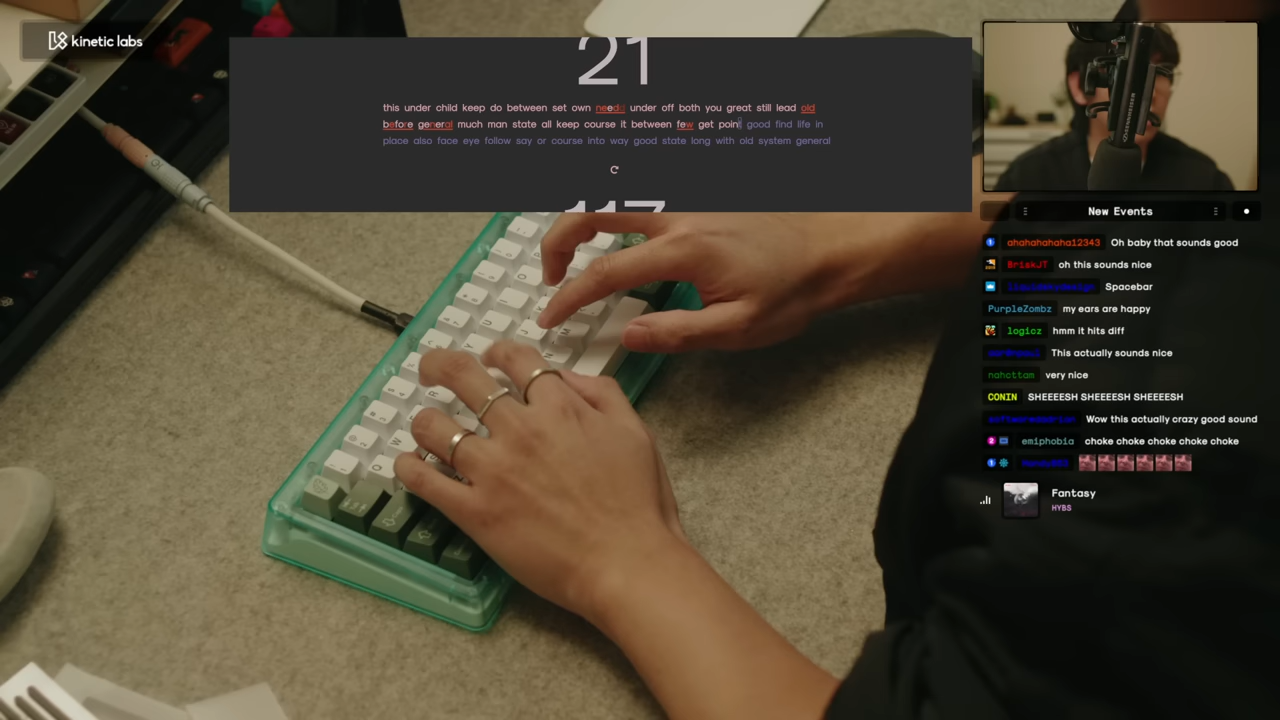 kinetic labs
21
this under child keep do between set own needs under off both you great still lead old
before general much man state all keep course it between few get point good find life in
place also face eye follow say or course into way good state long with old system general
117
SENNHEISER
New Events
ahahahahaha12343 Oh baby that sounds good
BriskJT oh this sounds nice
Spacebar
PurpleZombz my ears are happy
logicz hmm it hits diff
This actually sounds nice
nahcttam very nice
CONIN SHEEEESH SHEEEESH SHEEEESH
Wow this actually crazy good sound
emiphobia choke choke choke choke choke
Fantasy
HYBS